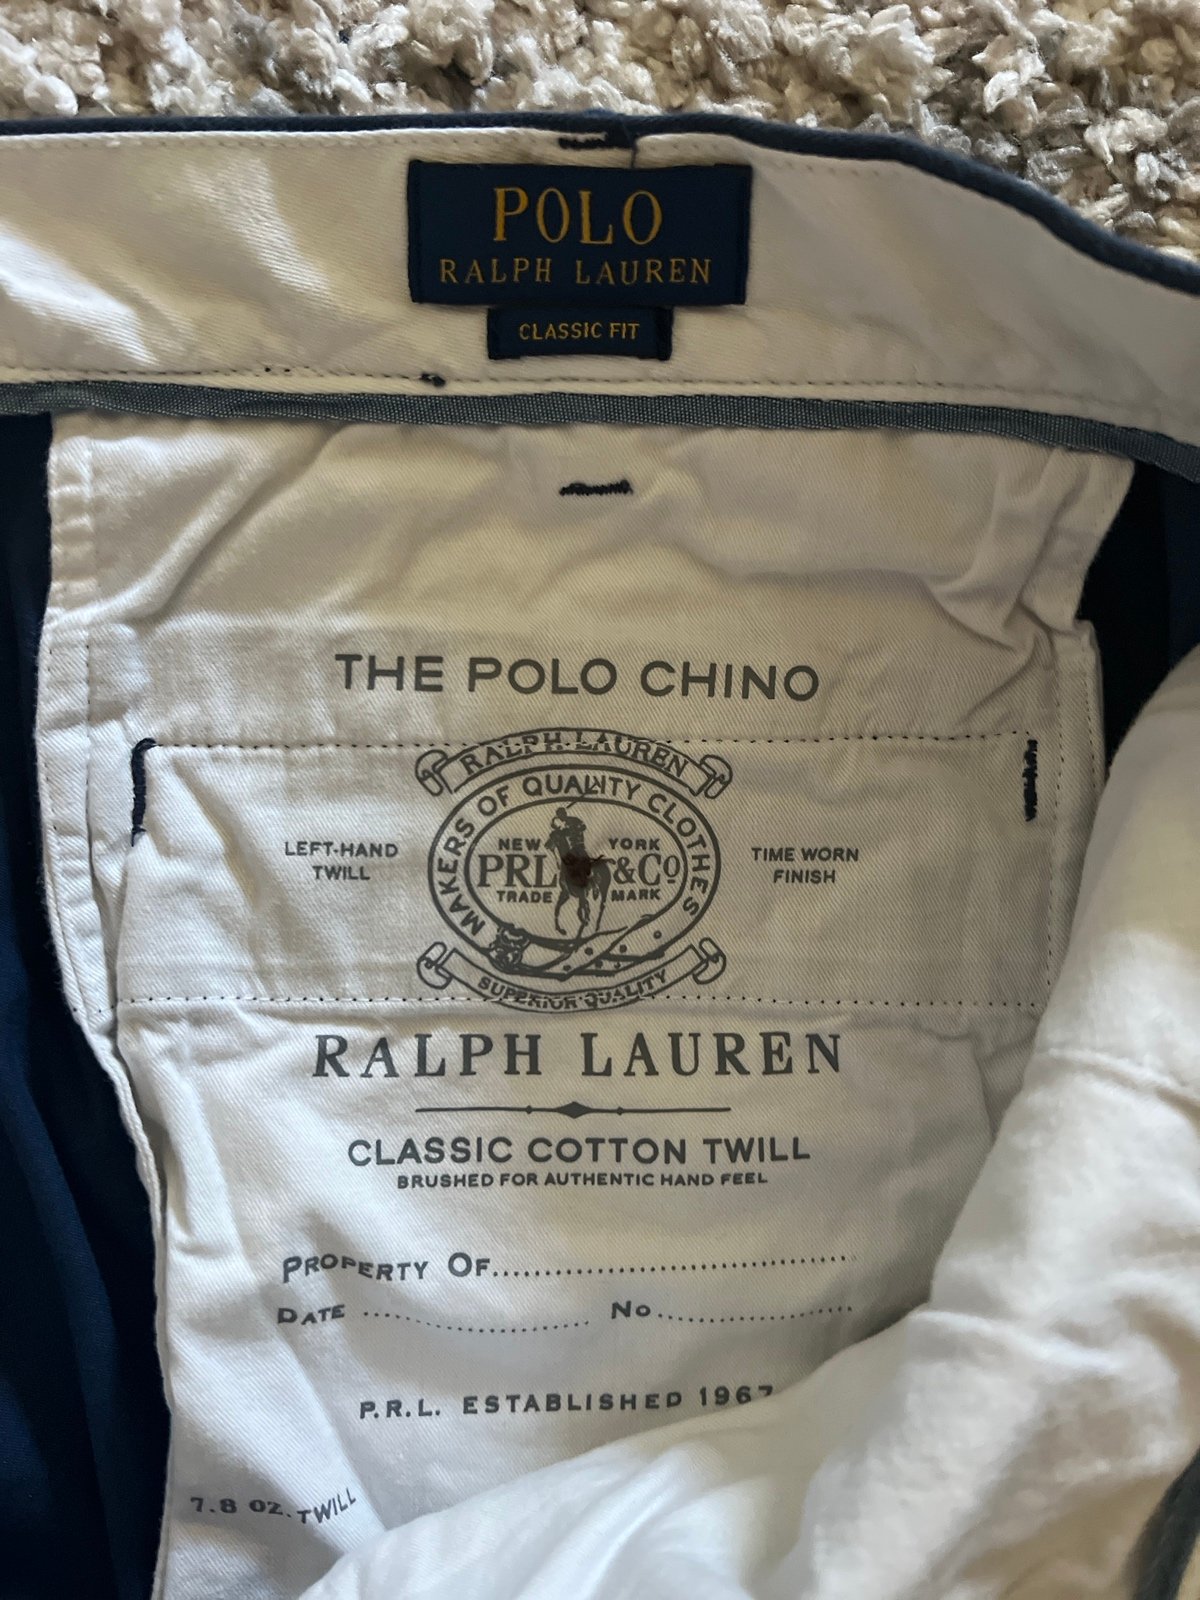 POLO
RALPH LAUREN
CLASSIC FIT
THE POLO CHINO
RALPH LAUREN
MAKERS OF QUALITY CLOTHES
LEFT-HAND
TWILL
NEW YORK
PRL &Co
TRADE MARK
TIME WORN
FINISH
SUPERIOR QUALITY
RALPH LAUREN
CLASSIC COTTON TWILL
BRUSHED FOR AUTHENTIC HAND FEEL
PROPERTY OF
DATE No
P.R.L. ESTABLISHED 1967
7.8 OZ. TWILL